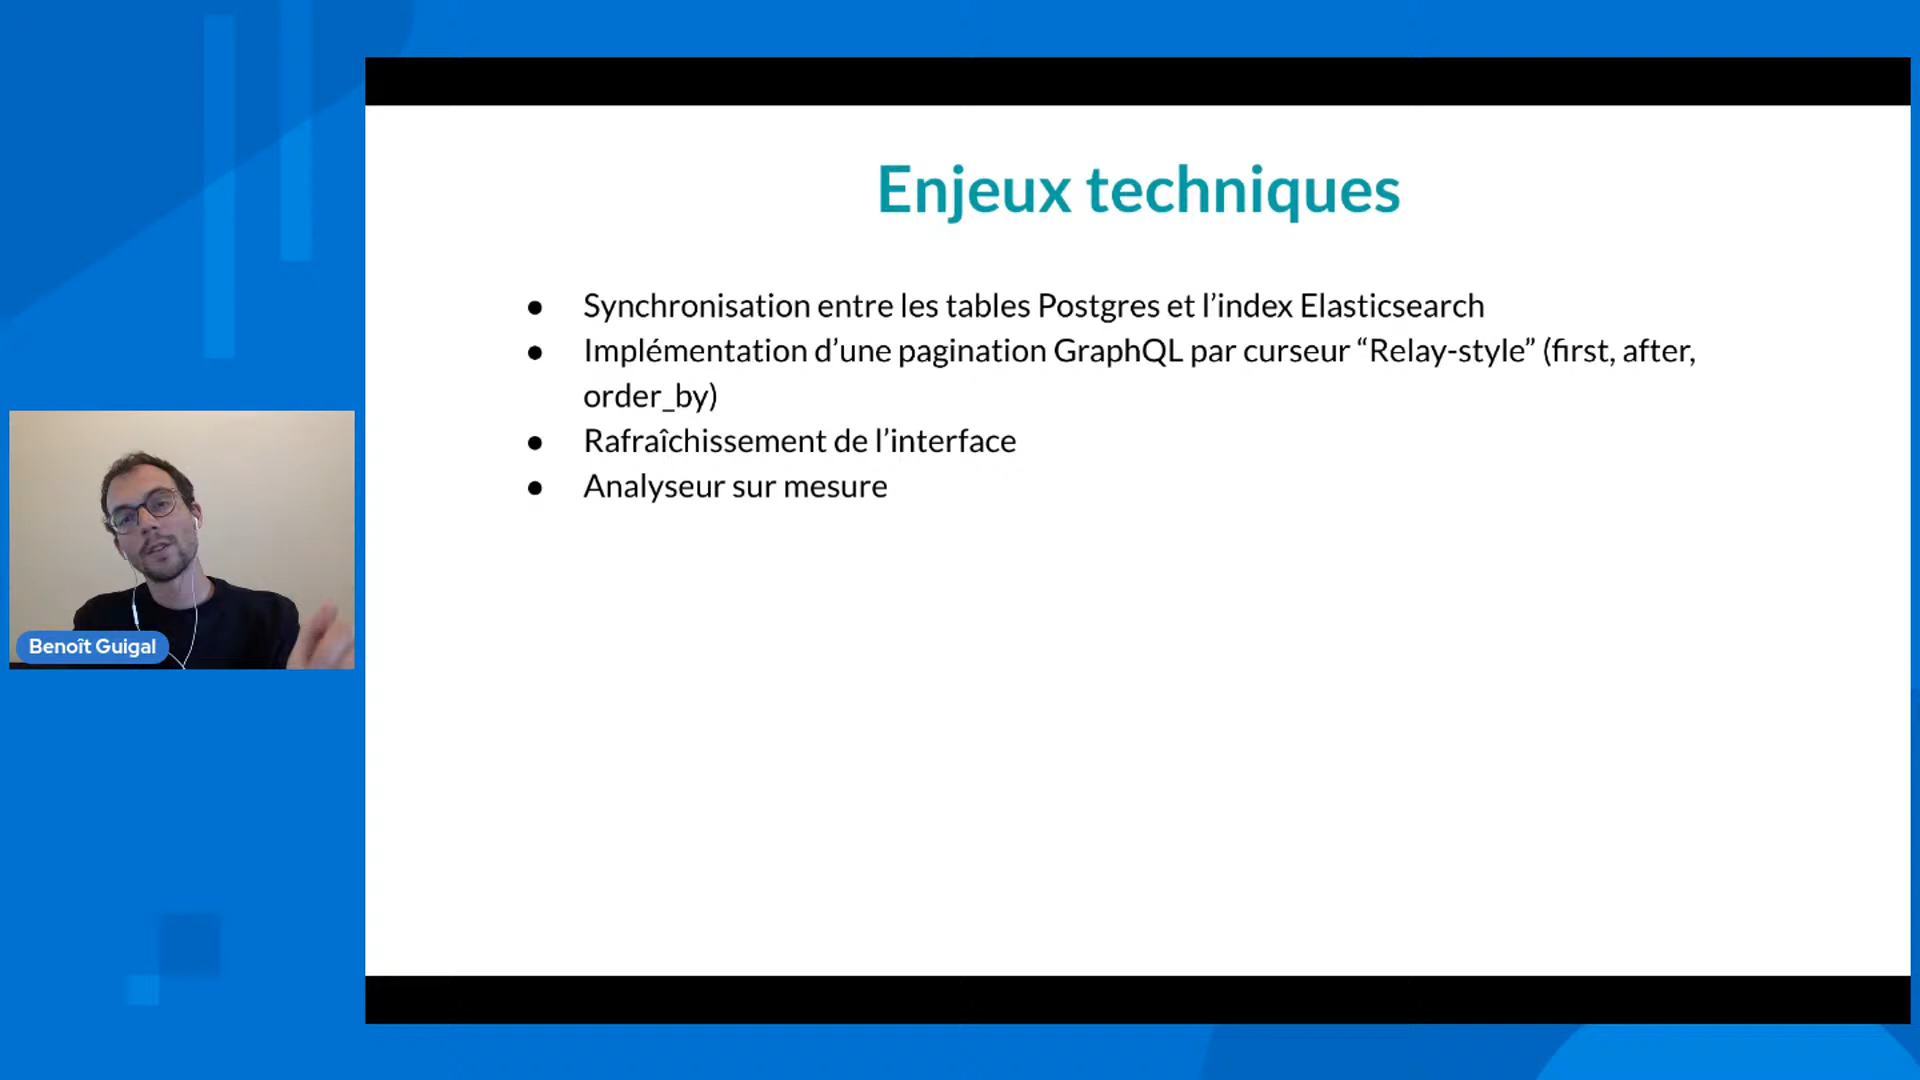 Enjeux techniques
● Synchronisation entre les tables Postgres et l’index Elasticsearch
● Implémentation d’une pagination GraphQL par curseur “Relay-style” (first, after,
order_by)
● Rafraîchissement de l’interface
● Analyseur sur mesure
Benoît Guigal